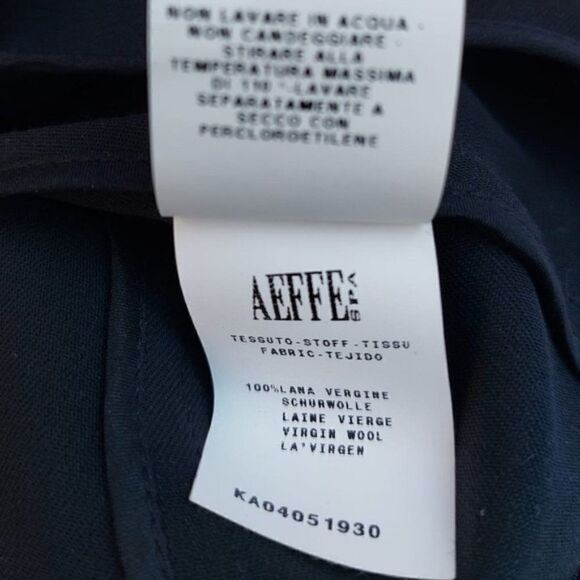 NON LAVARE IN ACQUA -
NON CANDEGGIARE -
STIRARE ALLA
TEMPERATURA MASSIMA
DI 110°-LAVARE
SEPARATAMENTE A
SECCO CON
PERCLOROETILENE
AEFFE SPA
TESSUTO-STOFF-TISSU
FABRIC-TEJIDO
100%LANA VERGINE
SCHURWOLLE
LAINE VIERGE
VIRGIN WOOL
LA'VIRGEN
KA04051930